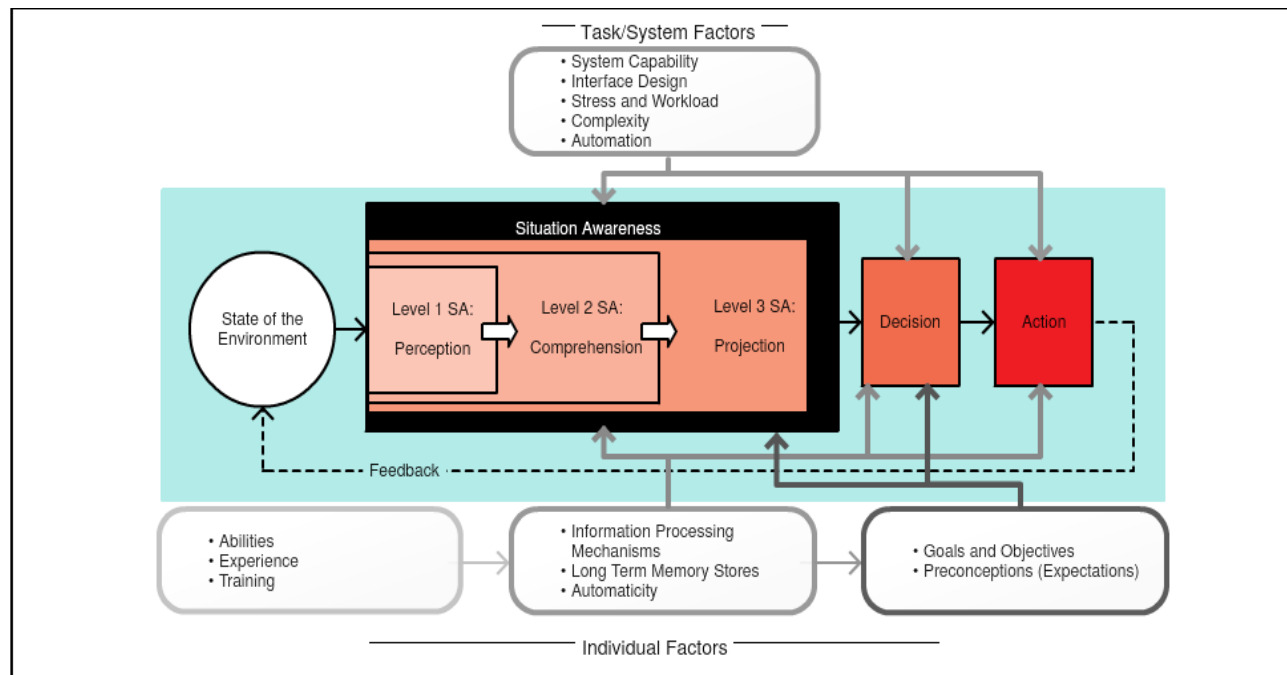 Task/System Factors
• System Capability
• Interface Design
• Stress and Workload
• Complexity
• Automation
Situation Awareness
State of the
Environment
Level 1 SA:
Perception
Level 2 SA:
Comprehension
Level 3 SA:
Projection
Decision
Action
Feedback
• Abilities
• Experience
• Training
• Information Processing
Mechanisms
• Long Term Memory Stores
• Automaticity
• Goals and Objectives
• Preconceptions (Expectations)
Individual Factors